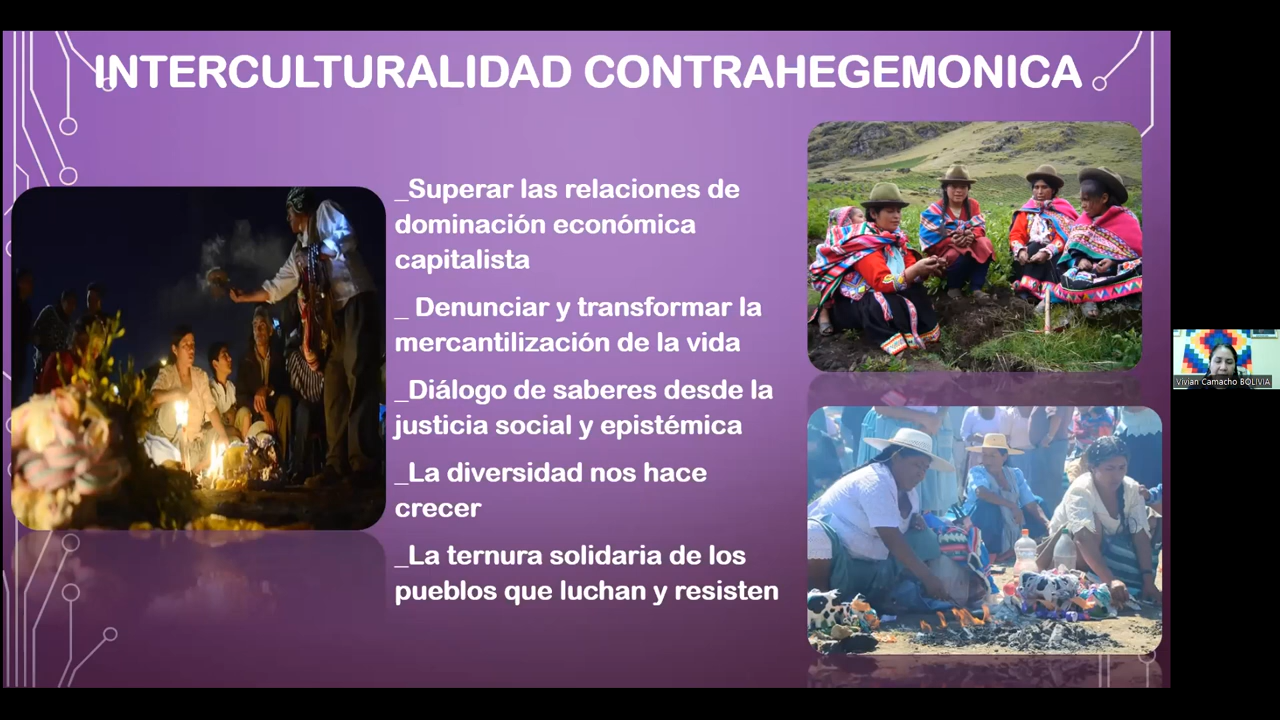 INTERCULTURALIDAD CONTRAHEGEMONICA
_Superar las relaciones de
dominación económica
capitalista
_ Denunciar y transformar la
mercantilización de la vida
_Diálogo de saberes desde la
justicia social y epistémica
_La diversidad nos hace
crecer
_La ternura solidaria de los
pueblos que luchan y resisten
Vivian Camacho BOLIVIA